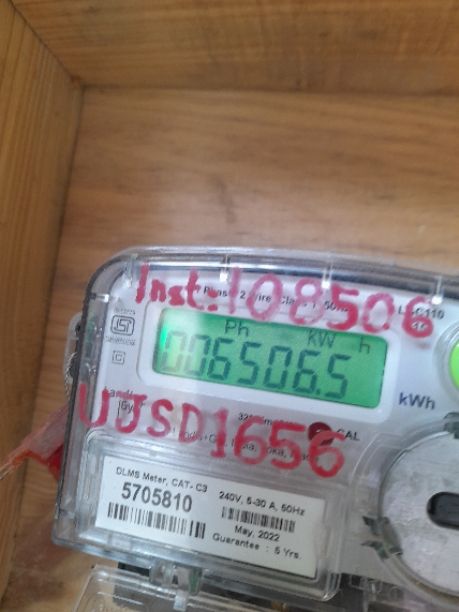 Inst:108506
Ph kW h
006506.5
kWh
UJSD1656
CAL
DLMS Meter, CAT- C3
5705810
240V, 5-30 A, 50Hz
May, 2022
Guarantee : 5 Yrs.